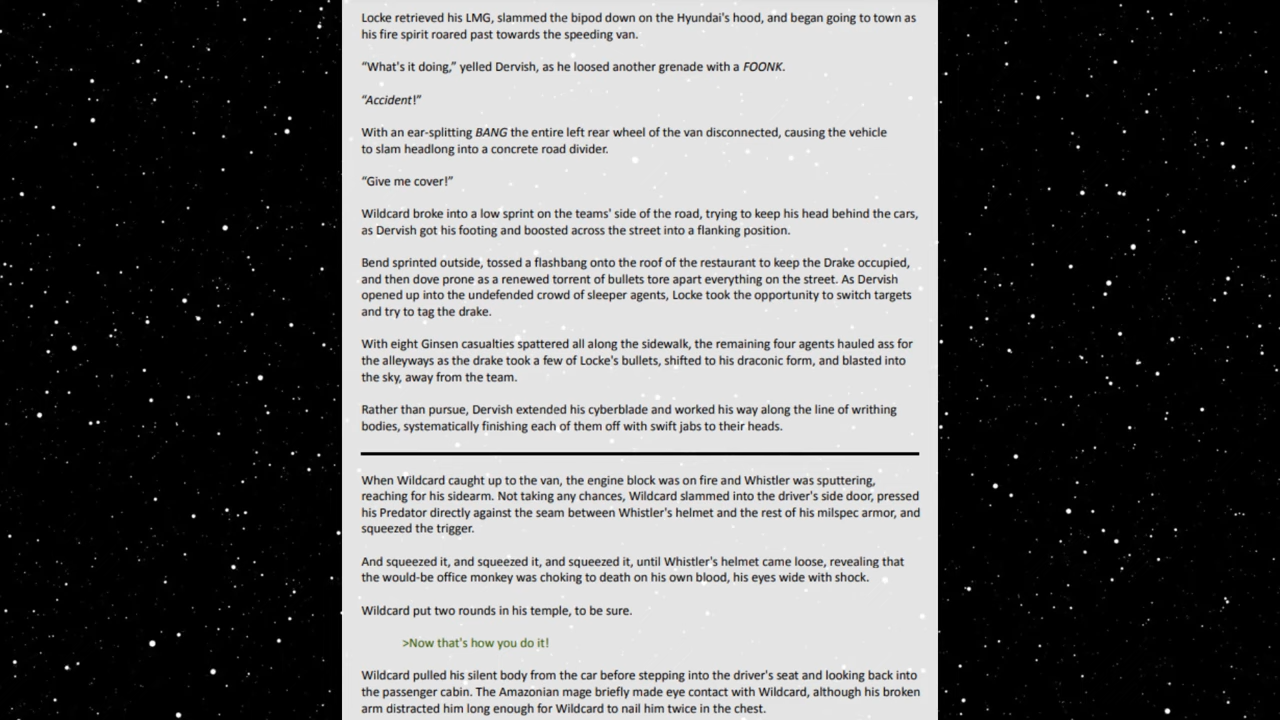 Locke retrieved his LMG, slammed the bipod down on the Hyundai's hood, and began going to town as
his fire spirit roared past towards the speeding van.
“What's it doing,” yelled Dervish, as he loosed another grenade with a FOONK.
“Accident!”
With an ear-splitting BANG the entire left rear wheel of the van disconnected, causing the vehicle
to slam headlong into a concrete road divider.
“Give me cover!”
Wildcard broke into a low sprint on the teams' side of the road, trying to keep his head behind the cars,
as Dervish got his footing and boosted across the street into a flanking position.
Bend sprinted outside, tossed a flashbang onto the roof of the restaurant to keep the Drake occupied,
and then dove prone as a renewed torrent of bullets tore apart everything on the street. As Dervish
opened up into the undefended crowd of sleeper agents, Locke took the opportunity to switch targets
and try to tag the drake.
With eight Ginsen casualties spattered all along the sidewalk, the remaining four agents hauled ass for
the alleyways as the drake took a few of Locke's bullets, shifted to his draconic form, and blasted into
the sky, away from the team.
Rather than pursue, Dervish extended his cyberblade and worked his way along the line of writhing
bodies, systematically finishing each of them off with swift jabs to their heads.
When Wildcard caught up to the van, the engine block was on fire and Whistler was sputtering,
reaching for his sidearm. Not taking any chances, Wildcard slammed into the driver's side door, pressed
his Predator directly against the seam between Whistler's helmet and the rest of his milspec armor, and
squeezed the trigger.
And squeezed it, and squeezed it, and squeezed it, until Whistler's helmet came loose, revealing that
the would-be office monkey was choking to death on his own blood, his eyes wide with shock.
Wildcard put two rounds in his temple, to be sure.
>Now that's how you do it!
Wildcard pulled his silent body from the car before stepping into the driver's seat and looking back into
the passenger cabin. The Amazonian mage briefly made eye contact with Wildcard, although his broken
arm distracted him long enough for Wildcard to nail him twice in the chest.